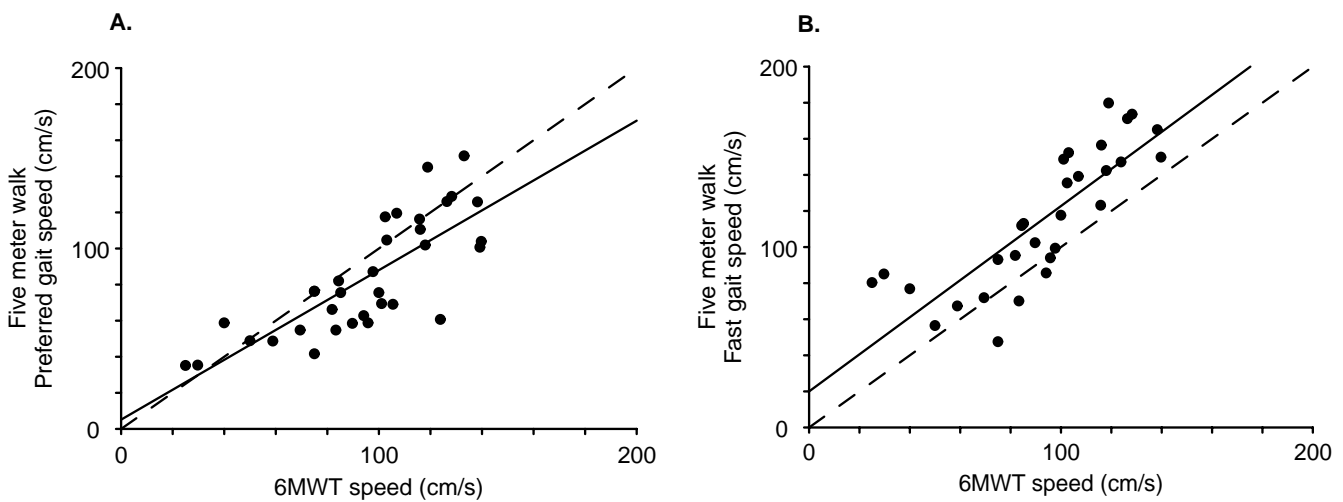 A.
200
100
0
0
100
200
Five meter walk
Preferred gait speed (cm/s)
6MWT speed (cm/s)
B.
200
100
0
0
100
200
Five meter walk
Fast gait speed (cm/s)
6MWT speed (cm/s)